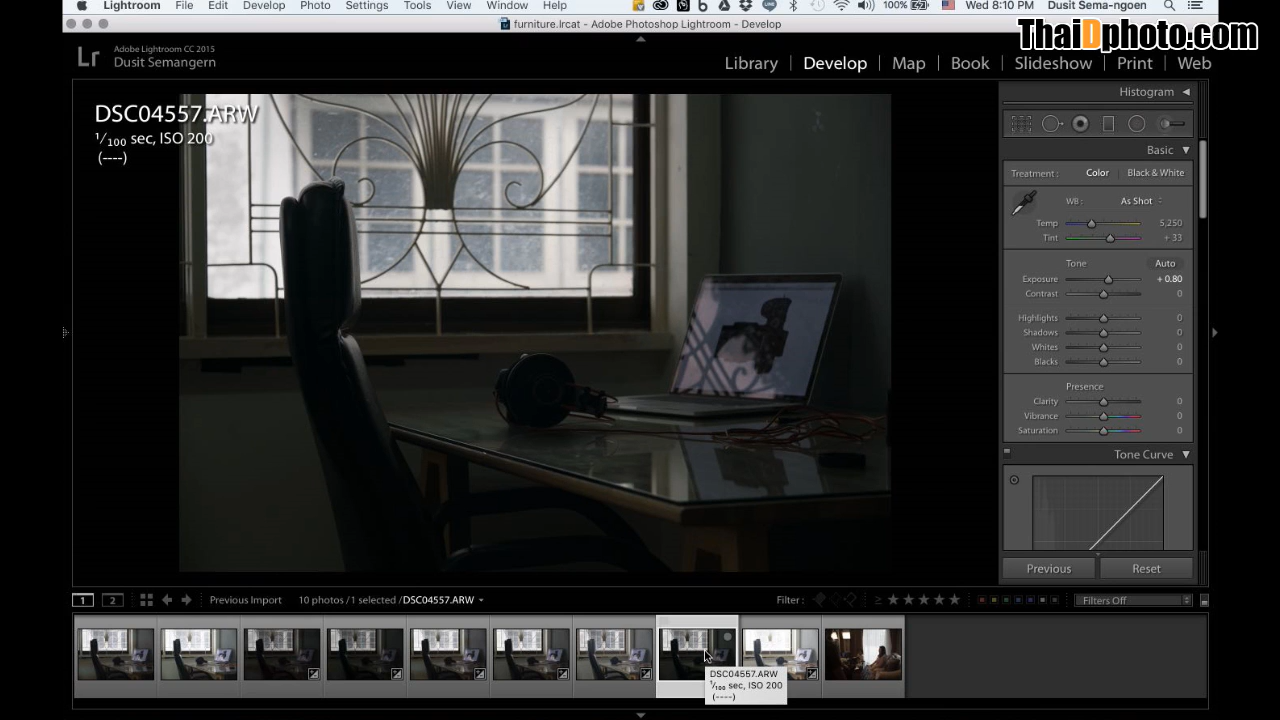 Lightroom File Edit Develop Photo Settings Tools View Window Help 100% Wed 8:10 PM Dusit Sema-ngoen
furniture.lrcat - Adobe Photoshop Lightroom - Develop
ThaiDphoto.com
Lr Adobe Lightroom CC 2015
Dusit Semangern
Library | Develop | Map | Book | Slideshow | Print | Web
DSC04557.ARW
1/100 sec, ISO 200
(----)
Histogram
Basic
Treatment : Color Black & White
WB : As Shot
Temp 5,250
Tint + 33
Tone Auto
Exposure + 0.80
Contrast 0
Highlights 0
Shadows 0
Whites 0
Blacks 0
Presence
Clarity 0
Vibrance 0
Saturation 0
Tone Curve
Previous Reset
1 2 Previous Import 10 photos / 1 selected / DSC04557.ARW Filter : Filters Off
DSC04557.ARW
1/100 sec, ISO 200
(----)